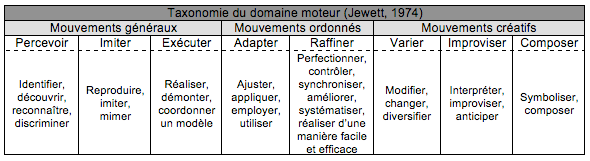 Taxonomie du domaine moteur (Jewett, 1974)
Mouvements généraux
Mouvements ordonnés
Mouvements créatifs
Percevoir
Imiter
Exécuter
Adapter
Raffiner
Varier
Improviser
Composer
Identifier,
découvrir,
reconnaître,
discriminer
Reproduire,
imiter,
mimer
Réaliser,
démonter,
coordonner
un modèle
Ajuster,
appliquer,
employer,
utiliser
Perfectionner,
contrôler,
synchroniser,
améliorer,
systématiser,
réaliser d'une
manière facile
et efficace
Modifier,
changer,
diversifier
Interpréter,
improviser,
anticiper
Symboliser,
composer